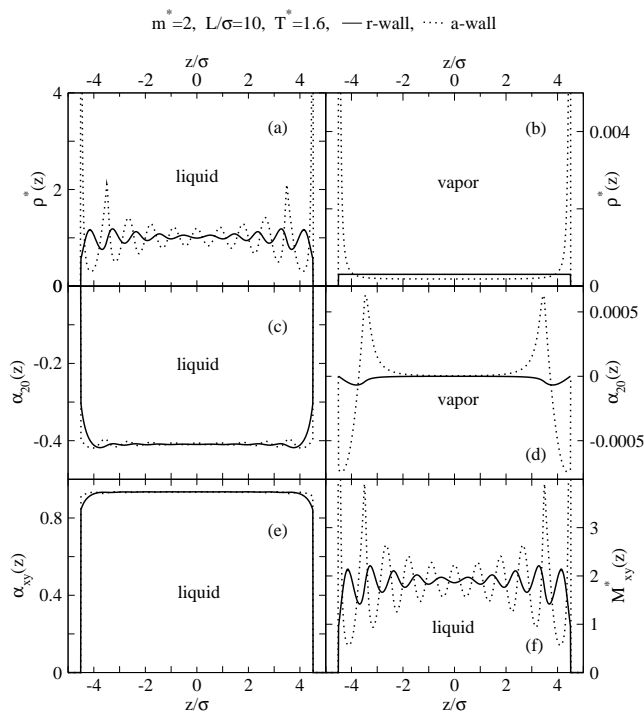 m*=2, L/σ=10, T*=1.6, — r-wall, ····· a-wall
z/σ z/σ
-4 -2 0 2 4 -4 -2 0 2 4
4
2
0
ρ*(z)
(a)
liquid
(b)
vapor
0.004
0
ρ*(z)
0
-0.2
-0.4
α20(z)
(c)
liquid
(d)
vapor
0.0005
0
-0.0005
α20(z)
0.8
0.4
0
αxy(z)
(e)
liquid
(f)
liquid
3
2
1
0
M*xy(z)
-4 -2 0 2 4 -4 -2 0 2 4
z/σ z/σ